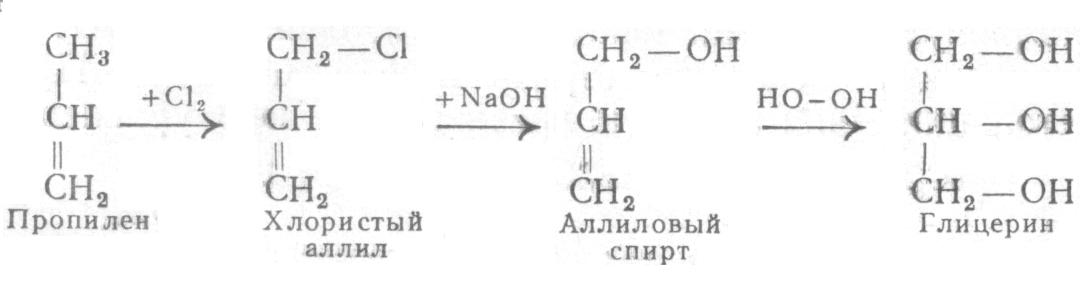 CH₃ CH₂—Cl CH₂—OH CH₂—OH
+Cl₂ +NaOH HO—OH
CH CH CH CH —OH
CH₂ CH₂ CH₂ CH₂—OH
Пропилен Хлористый Аллиловый Глицерин
аллил спирт